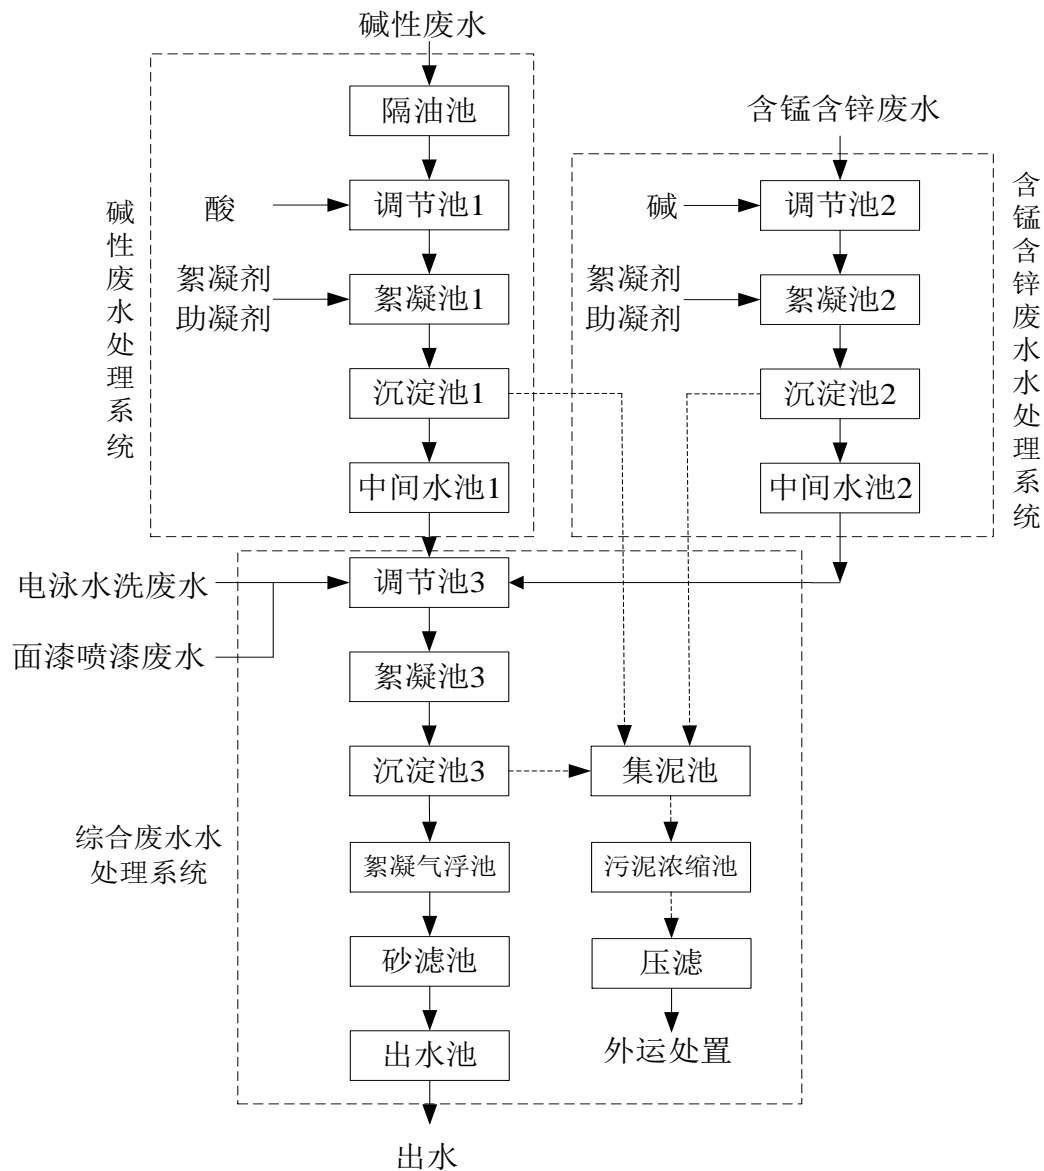 碱性废水
隔油池
含锰含锌废水
酸
调节池1
碱
调节池2
碱性废水处理系统
含锰含锌废水水处理系统
絮凝剂
助凝剂
絮凝池1
絮凝剂
助凝剂
絮凝池2
沉淀池1
沉淀池2
中间水池1
中间水池2
电泳水洗废水
调节池3
面漆喷漆废水
絮凝池3
沉淀池3
集泥池
综合废水水
处理系统
絮凝气浮池
污泥浓缩池
砂滤池
压滤
出水池
外运处置
出水